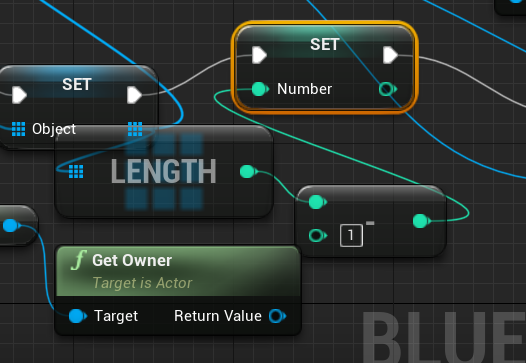 SET
Number
SET
Object
LENGTH
1
-
f Get Owner
Target is Actor
Target Return Value
BLUE